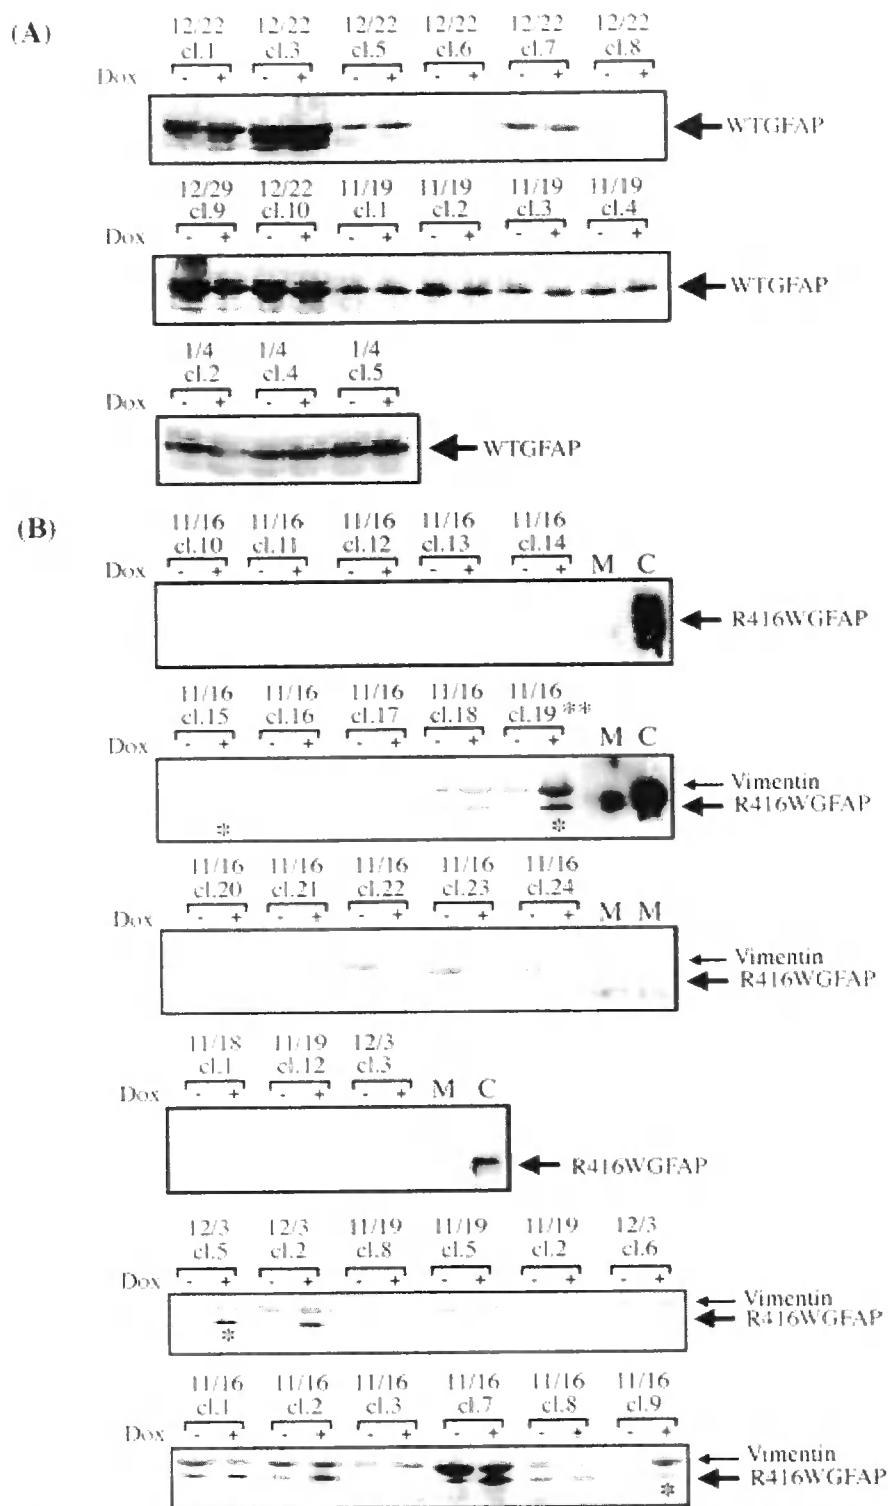 (A)
12/22 12/22 12/22 12/22 12/22 12/22
cl.1 cl.3 cl.5 cl.6 cl.7 cl.8
Dox - + - + - + - + - + - +
WTGFAP
12/29 12/22 11/19 11/19 11/19 11/19
cl.9 cl.10 cl.1 cl.2 cl.3 cl.4
Dox - + - + - + - + - + - +
WTGFAP
1/4 1/4 1/4
cl.2 cl.4 cl.5
Dox - + - + - +
WTGFAP
(B)
11/16 11/16 11/16 11/16 11/16
cl.10 cl.11 cl.12 cl.13 cl.14 M C
Dox - + - + - + - + - +
R416WGFAP
11/16 11/16 11/16 11/16 11/16
cl.15 cl.16 cl.17 cl.18 cl.19** M C
Dox - + - + - + - + - +
Vimentin
R416WGFAP
* *
11/16 11/16 11/16 11/16 11/16
cl.20 cl.21 cl.22 cl.23 cl.24 M M
Dox - + - + - + - + - +
Vimentin
R416WGFAP
11/18 11/19 12/3
cl.1 cl.12 cl.3 M C
Dox - + - + - +
R416WGFAP
12/3 12/3 11/19 11/19 11/19 12/3
cl.5 cl.2 cl.8 cl.5 cl.2 cl.6
Dox - + - + - + - + - + - +
Vimentin
R416WGFAP
*
11/16 11/16 11/16 11/16 11/16 11/16
cl.1 cl.2 cl.3 cl.7 cl.8 cl.9
Dox - + - + - + - + - + - +
Vimentin
R416WGFAP
*